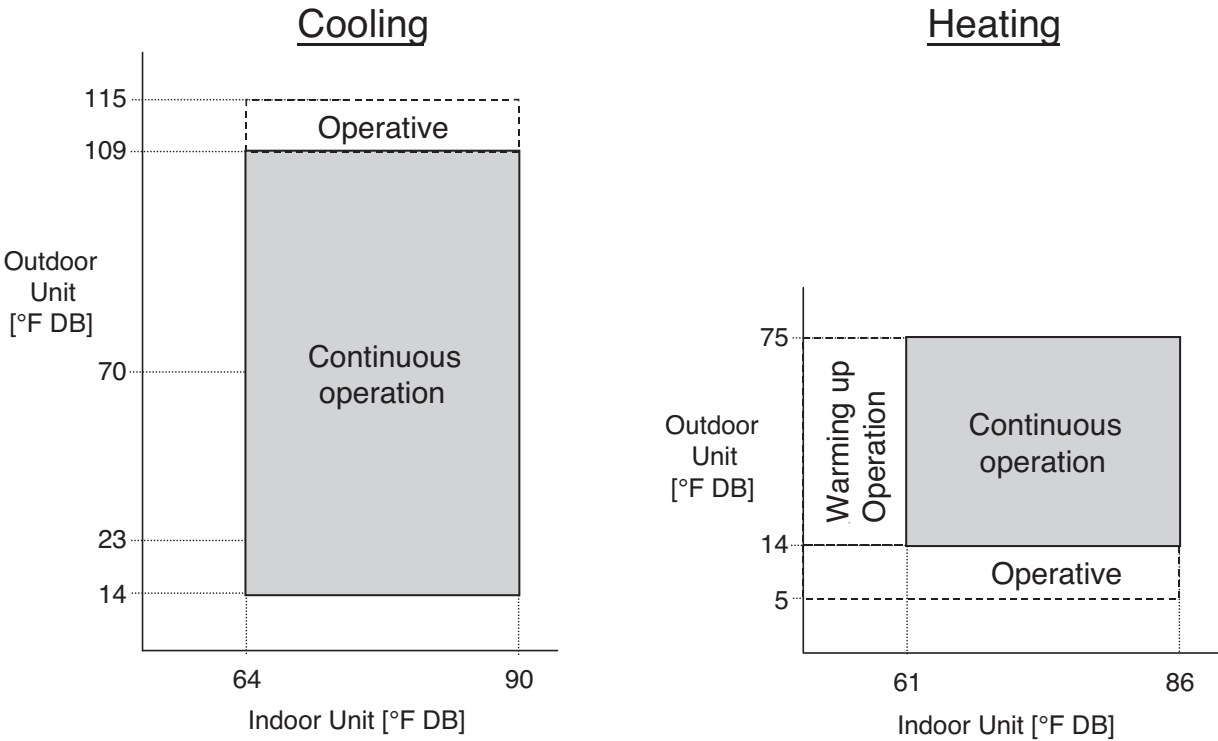 Cooling
115
Operative
109
Outdoor
Unit
[°F DB]
Continuous
operation
70
23
14
64
90
Indoor Unit [°F DB]
Heating
75
Outdoor
Unit
[°F DB]
Warming up
Operation
Continuous
operation
14
Operative
5
61
86
Indoor Unit [°F DB]